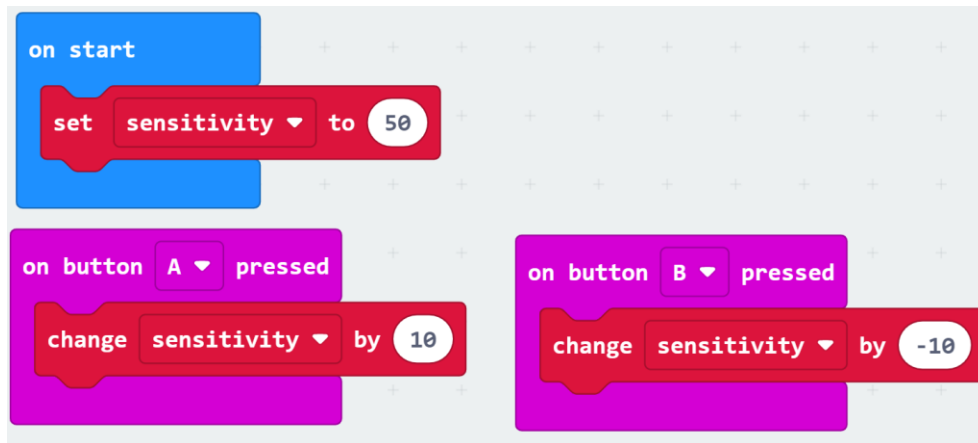 on start
set sensitivity to 50
on button A pressed
change sensitivity by 10
on button B pressed
change sensitivity by -10